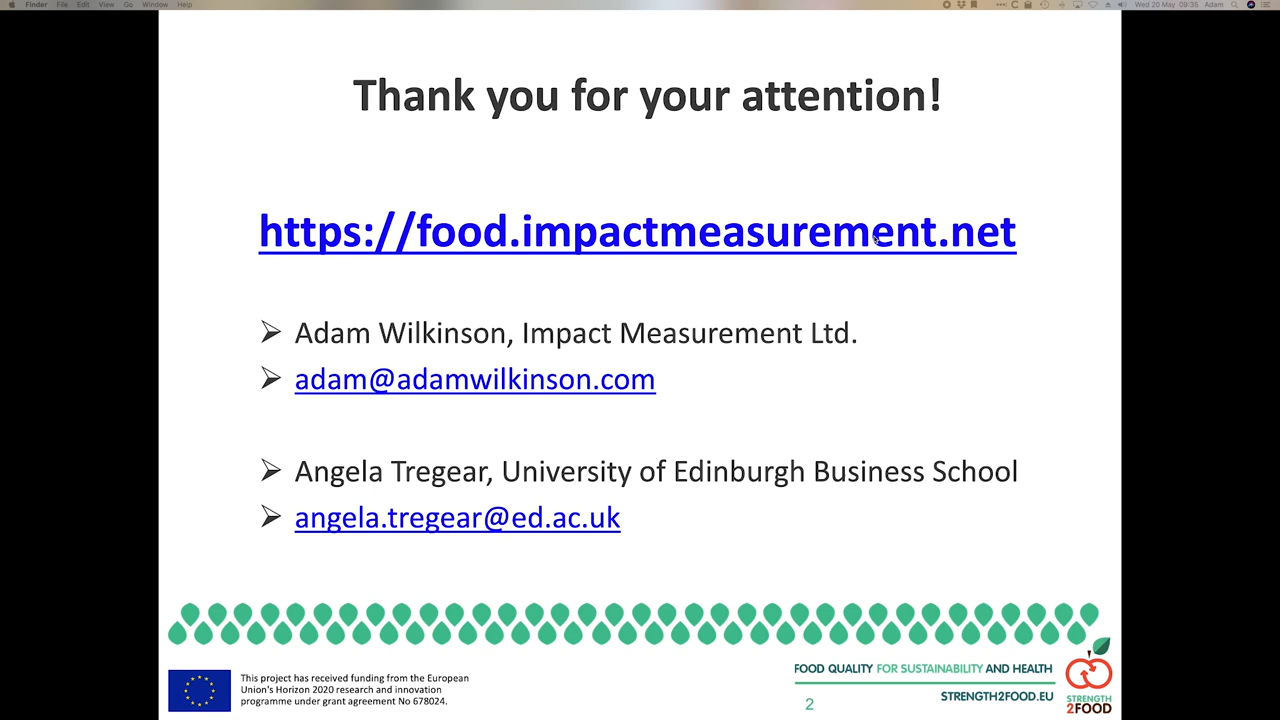 Finder File Edit View Go Window Help
Wed 20 May 09:35 Adam
Thank you for your attention!
https://food.impactmeasurement.net
Adam Wilkinson, Impact Measurement Ltd.
adam@adamwilkinson.com
Angela Tregear, University of Edinburgh Business School
angela.tregear@ed.ac.uk
This project has received funding from the European
Union's Horizon 2020 research and innovation
programme under grant agreement No 678024.
FOOD QUALITY FOR SUSTAINABILITY AND HEALTH
STRENGTH2FOOD.EU
2
STRENGTH
2FOOD